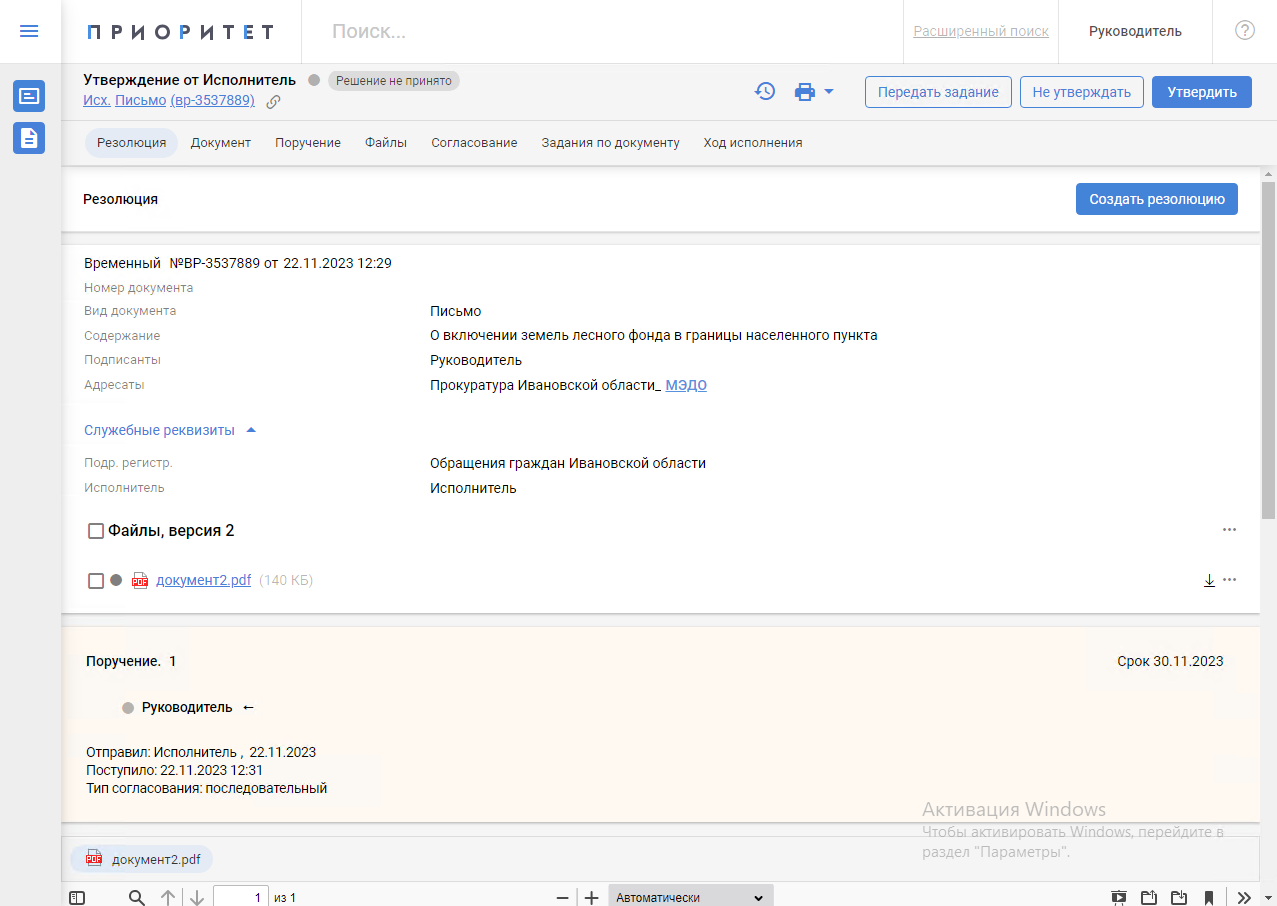 ПРИОРИТЕТ
Поиск...
Расширенный поиск
Руководитель
?
Утверждение от Исполнитель
Решение не принято
Исх. Письмо (вр-3537889)
Передать задание
Не утверждать
Утвердить
Резолюция Документ Поручение Файлы Согласование Задания по документу Ход исполнения
Резолюция
Создать резолюцию
Временный №ВР-3537889 от 22.11.2023 12:29
Номер документа
Вид документа Письмо
Содержание О включении земель лесного фонда в границы населенного пункта
Подписанты Руководитель
Адресаты Прокуратура Ивановской области_ МЭДО
Служебные реквизиты
Подр. регистр. Обращения граждан Ивановской области
Исполнитель Исполнитель
Файлы, версия 2 ...
PDF документ2.pdf (140 КБ) ...
Поручение. 1 Срок 30.11.2023
Руководитель ←
Отправил: Исполнитель , 22.11.2023
Поступило: 22.11.2023 12:31
Тип согласования: последовательный
Активация Windows
Чтобы активировать Windows, перейдите в
раздел "Параметры".
PDF документ2.pdf
1 из 1
Автоматически